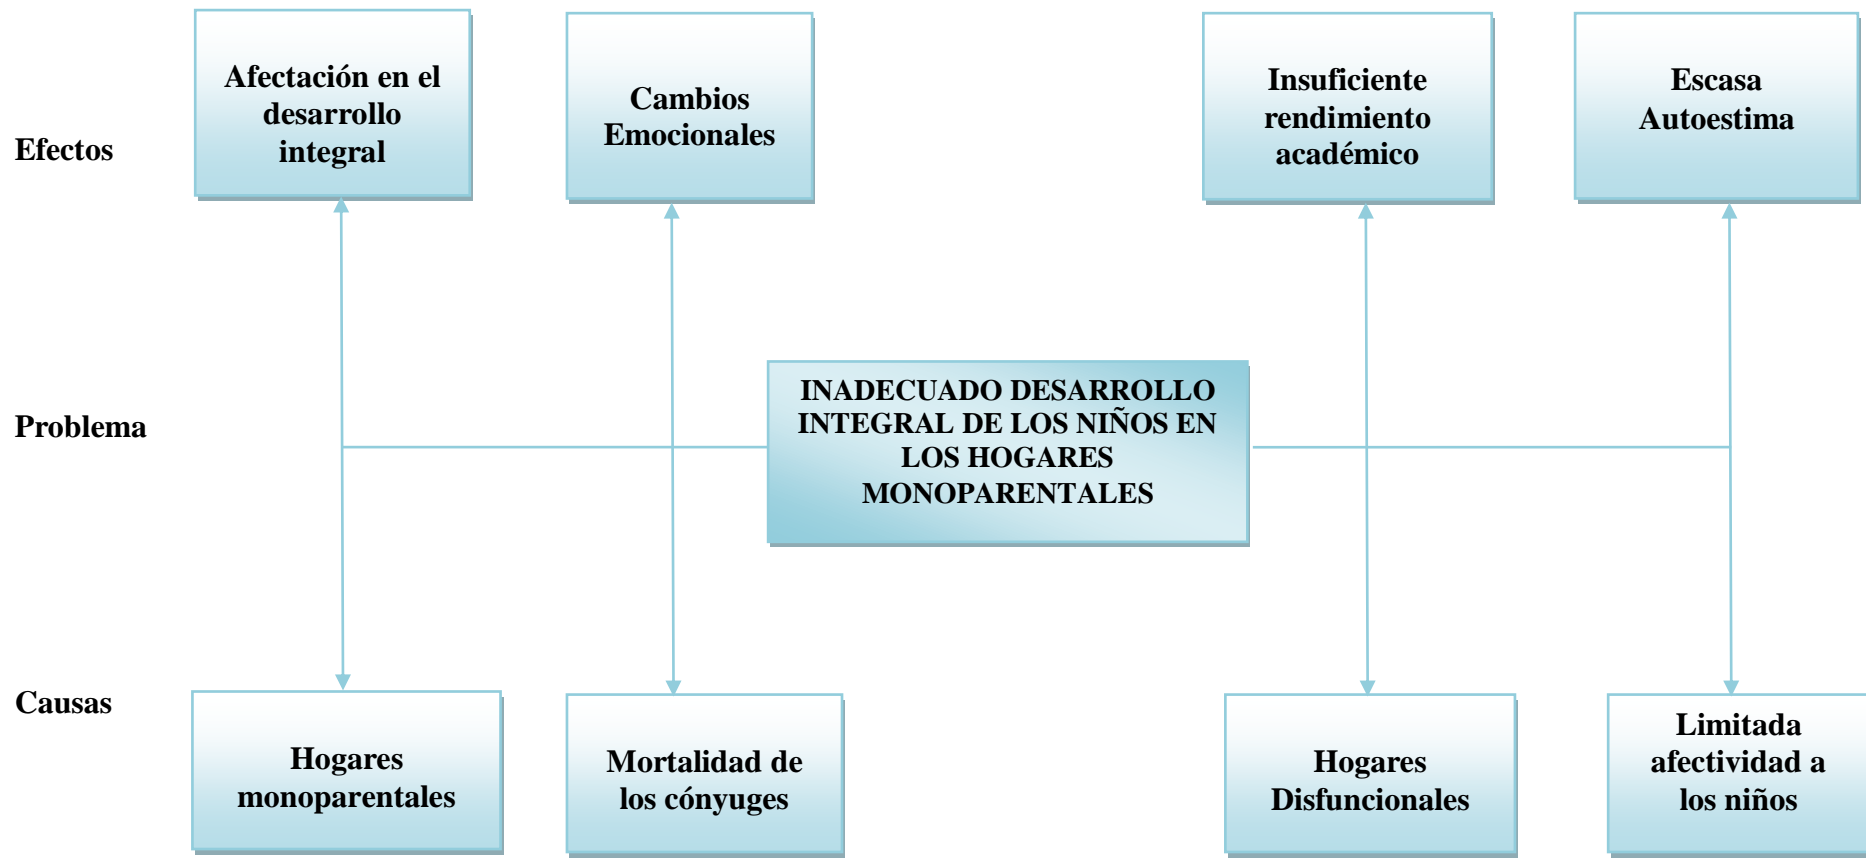 Efectos
Afectación en el
desarrollo
integral
Cambios
Emocionales
Insuficiente
rendimiento
académico
Escasa
Autoestima
Problema
INADECUADO DESARROLLO
INTEGRAL DE LOS NIÑOS EN
LOS HOGARES
MONOPARENTALES
Causas
Hogares
monoparentales
Mortalidad de
los cónyuges
Hogares
Disfuncionales
Limitada
afectividad a
los niños